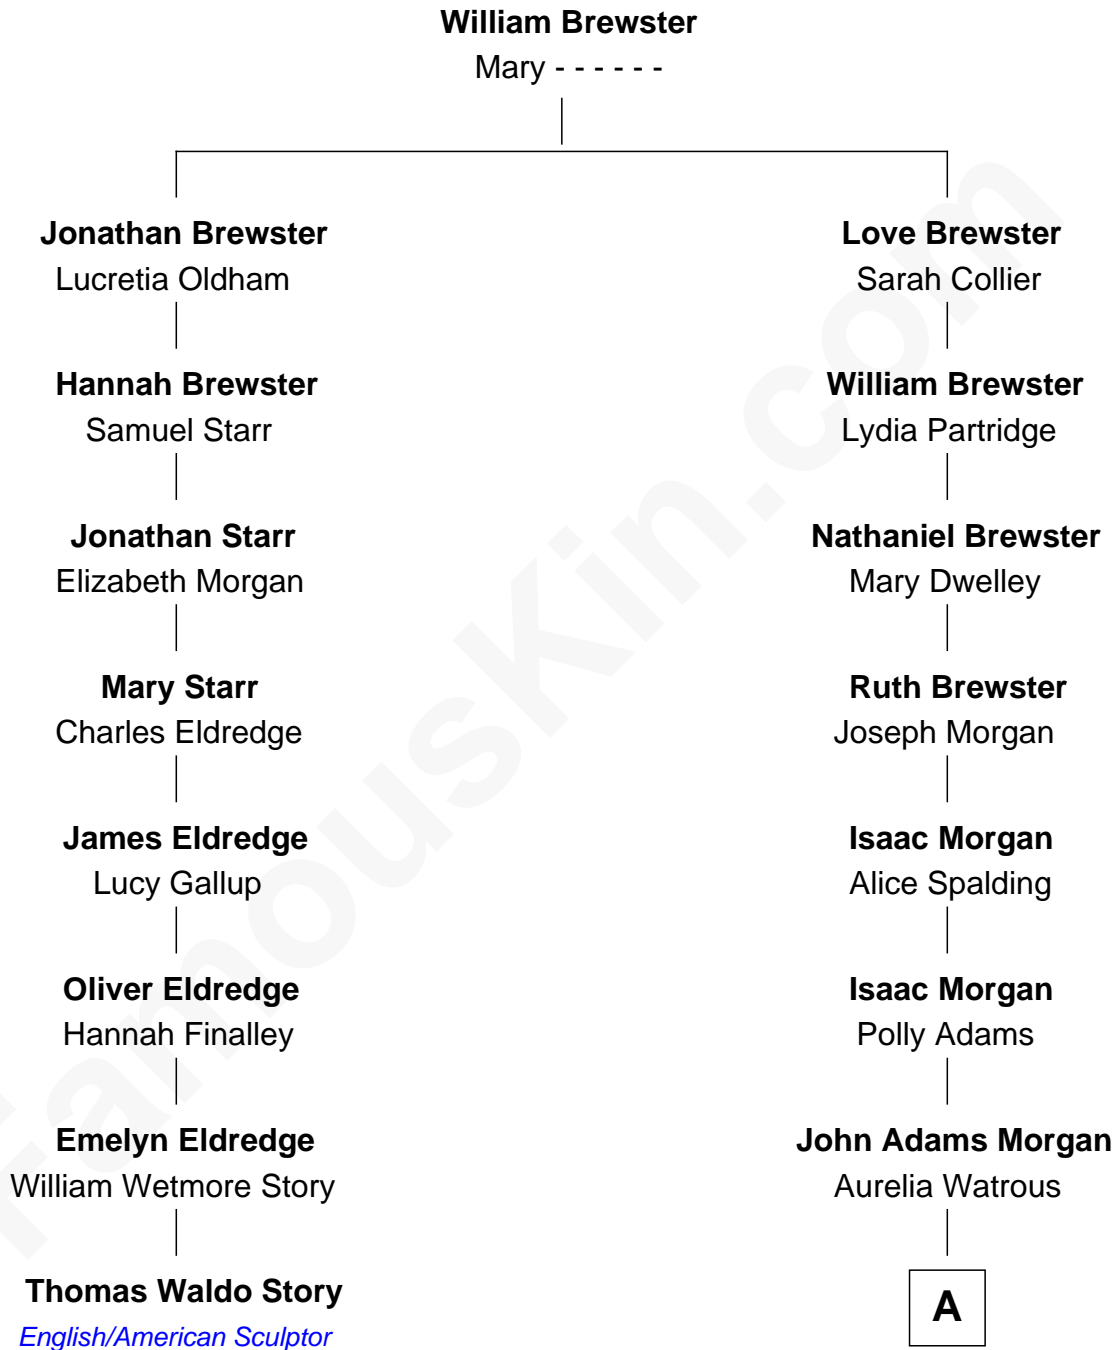 William Brewster
Mary - - - - - -
Jonathan Brewster
Lucretia Oldham
Love Brewster
Sarah Collier
Hannah Brewster
Samuel Starr
William Brewster
Lydia Partridge
Jonathan Starr
Elizabeth Morgan
Nathaniel Brewster
Mary Dwelley
Mary Starr
Charles Eldredge
Ruth Brewster
Joseph Morgan
James Eldredge
Lucy Gallup
Isaac Morgan
Alice Spalding
Oliver Eldredge
Hannah Finalley
Isaac Morgan
Polly Adams
Emelyn Eldredge
William Wetmore Story
John Adams Morgan
Aurelia Watrous
Thomas Waldo Story
English/American Sculptor
A
FamousKin.com